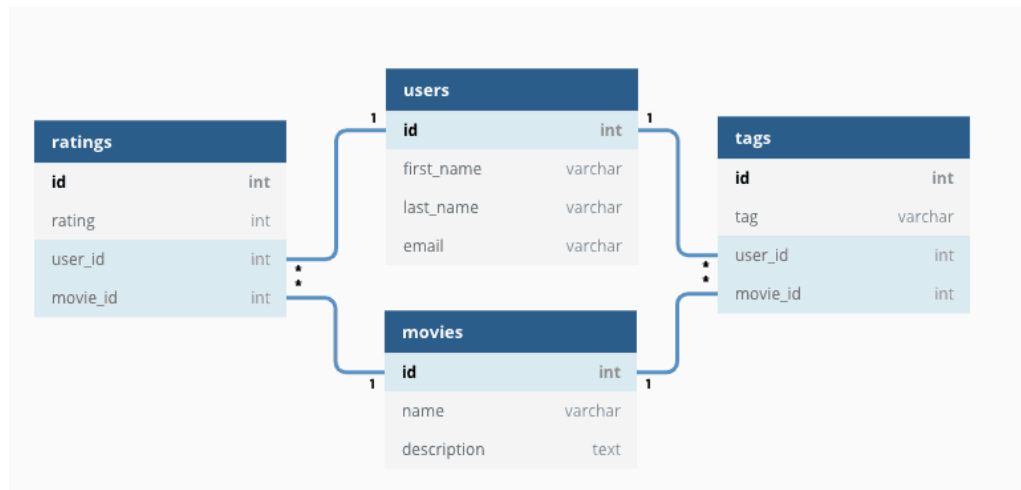 ratings
id int
rating int
user_id int
movie_id int
*
*
users
1 id int 1
first_name varchar
last_name varchar
email varchar
movies
1 id int 1
name varchar
description text
tags
id int
tag varchar
user_id int
movie_id int
*
*